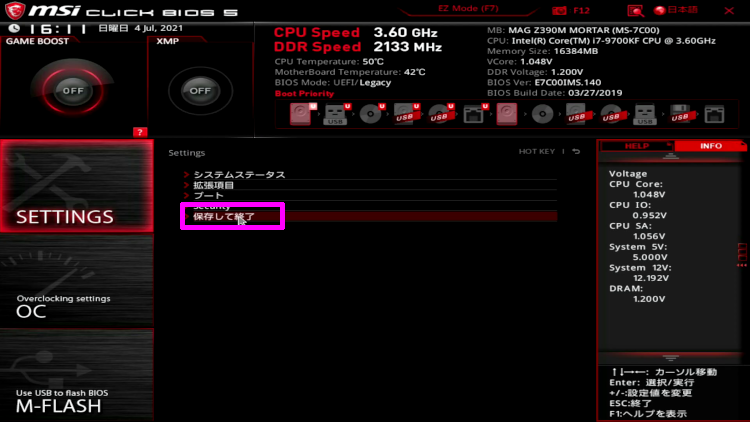 msi CLICK BIOS 5
EZ Mode (F7)
F12
日本語
X
16:11 日曜日 4 Jul, 2021
GAME BOOST
XMP
OFF
OFF
?
CPU Speed 3.60 GHz
DDR Speed 2133 MHz
CPU Temperature: 50°C
MotherBoard Temperature: 42°C
BIOS Mode: UEFI/Legacy
Boot Priority
MB: MAG Z390M MORTAR (MS-7C00)
CPU: Intel(R) Core(TM) i7-9700KF CPU @ 3.60GHz
Memory Size: 16384MB
VCore: 1.048V
DDR Voltage: 1.200V
BIOS Ver: E7C00IMS.140
BIOS Build Date: 03/27/2019
U U U U U U
USB USB USB USB USB
SETTINGS
Overclocking settings
OC
Use USB to flash BIOS
M-FLASH
Settings
HOT KEY
システムステータス
拡張項目
ブート
Security
保存して終了
HELP
INFO
Voltage
CPU Core:
1.048V
CPU IO:
0.952V
CPU SA:
1.056V
System 5V:
5.000V
System 12V:
12.192V
DRAM:
1.200V
↑↓→←: カーソル移動
Enter: 選択/実行
+/-:設定値を変更
ESC:終了
F1:ヘルプを表示